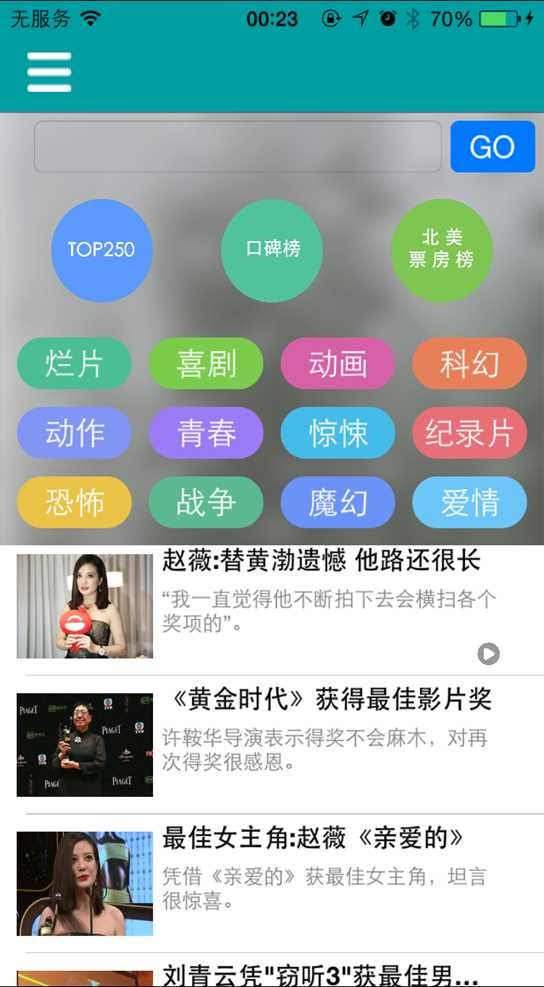 无服务 00:23 70%
GO
TOP250
口碑榜
北美
票房榜
烂片 喜剧 动画 科幻
动作 青春 惊悚 纪录片
恐怖 战争 魔幻 爱情
赵薇:替黄渤遗憾 他路还很长
“我一直觉得他不断拍下去会横扫各个
奖项的”。
《黄金时代》获得最佳影片奖
许鞍华导演表示得奖不会麻木，对再
次得奖很感恩。
PIAGET
PIAGET
PIAGET
PIAGET
最佳女主角:赵薇《亲爱的》
凭借《亲爱的》获最佳女主角，坦言
很惊喜。
刘青云凭"窃听3"获最佳男...